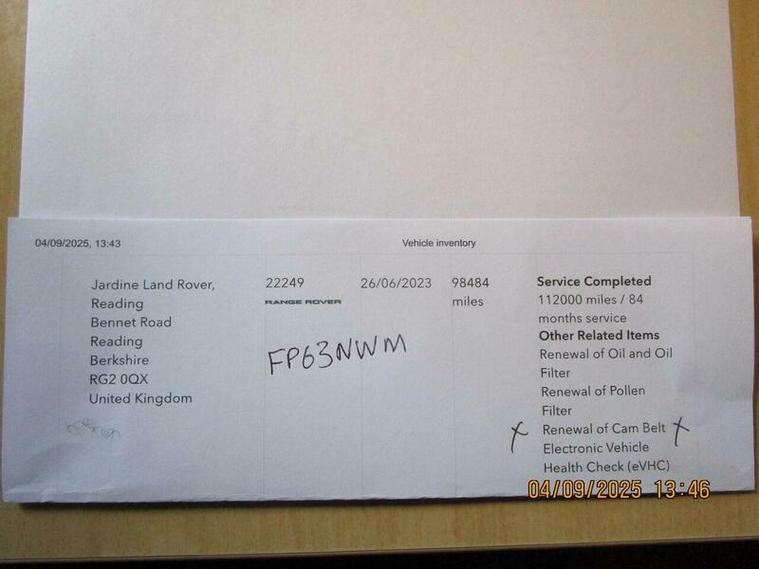 04/09/2025, 13:43
Vehicle inventory
Jardine Land Rover,
Reading
Bennet Road
Reading
Berkshire
RG2 0QX
United Kingdom
22249
RANGE ROVER
26/06/2023
98484
miles
Service Completed
112000 miles / 84
months service
Other Related Items
Renewal of Oil and Oil
Filter
Renewal of Pollen
Filter
X Renewal of Cam Belt X
Electronic Vehicle
Health Check (eVHC)
FP63NWM
04/09/2025 13:46